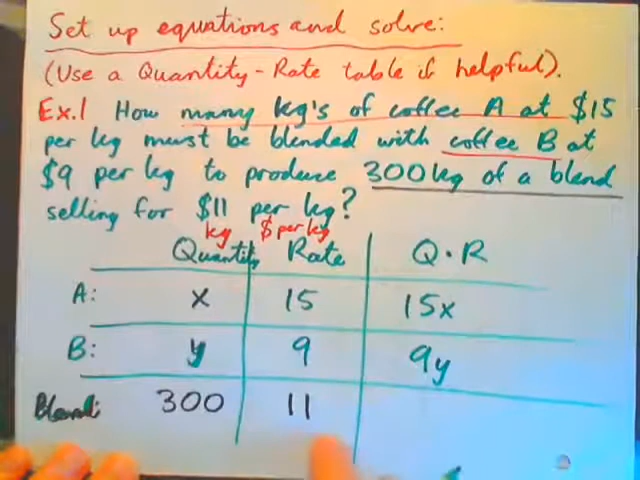 Set up equations and solve:
(Use a Quantity-Rate table if helpful).
Ex.1 How many kg's of coffee A at $15
per kg must be blended with coffee B at
$9 per kg to produce 300kg of a blend
selling for $11 per kg?
kg $ per kg
Quantity Rate Q·R
A: x 15 15x
B: y 9 9y
Blend: 300 11